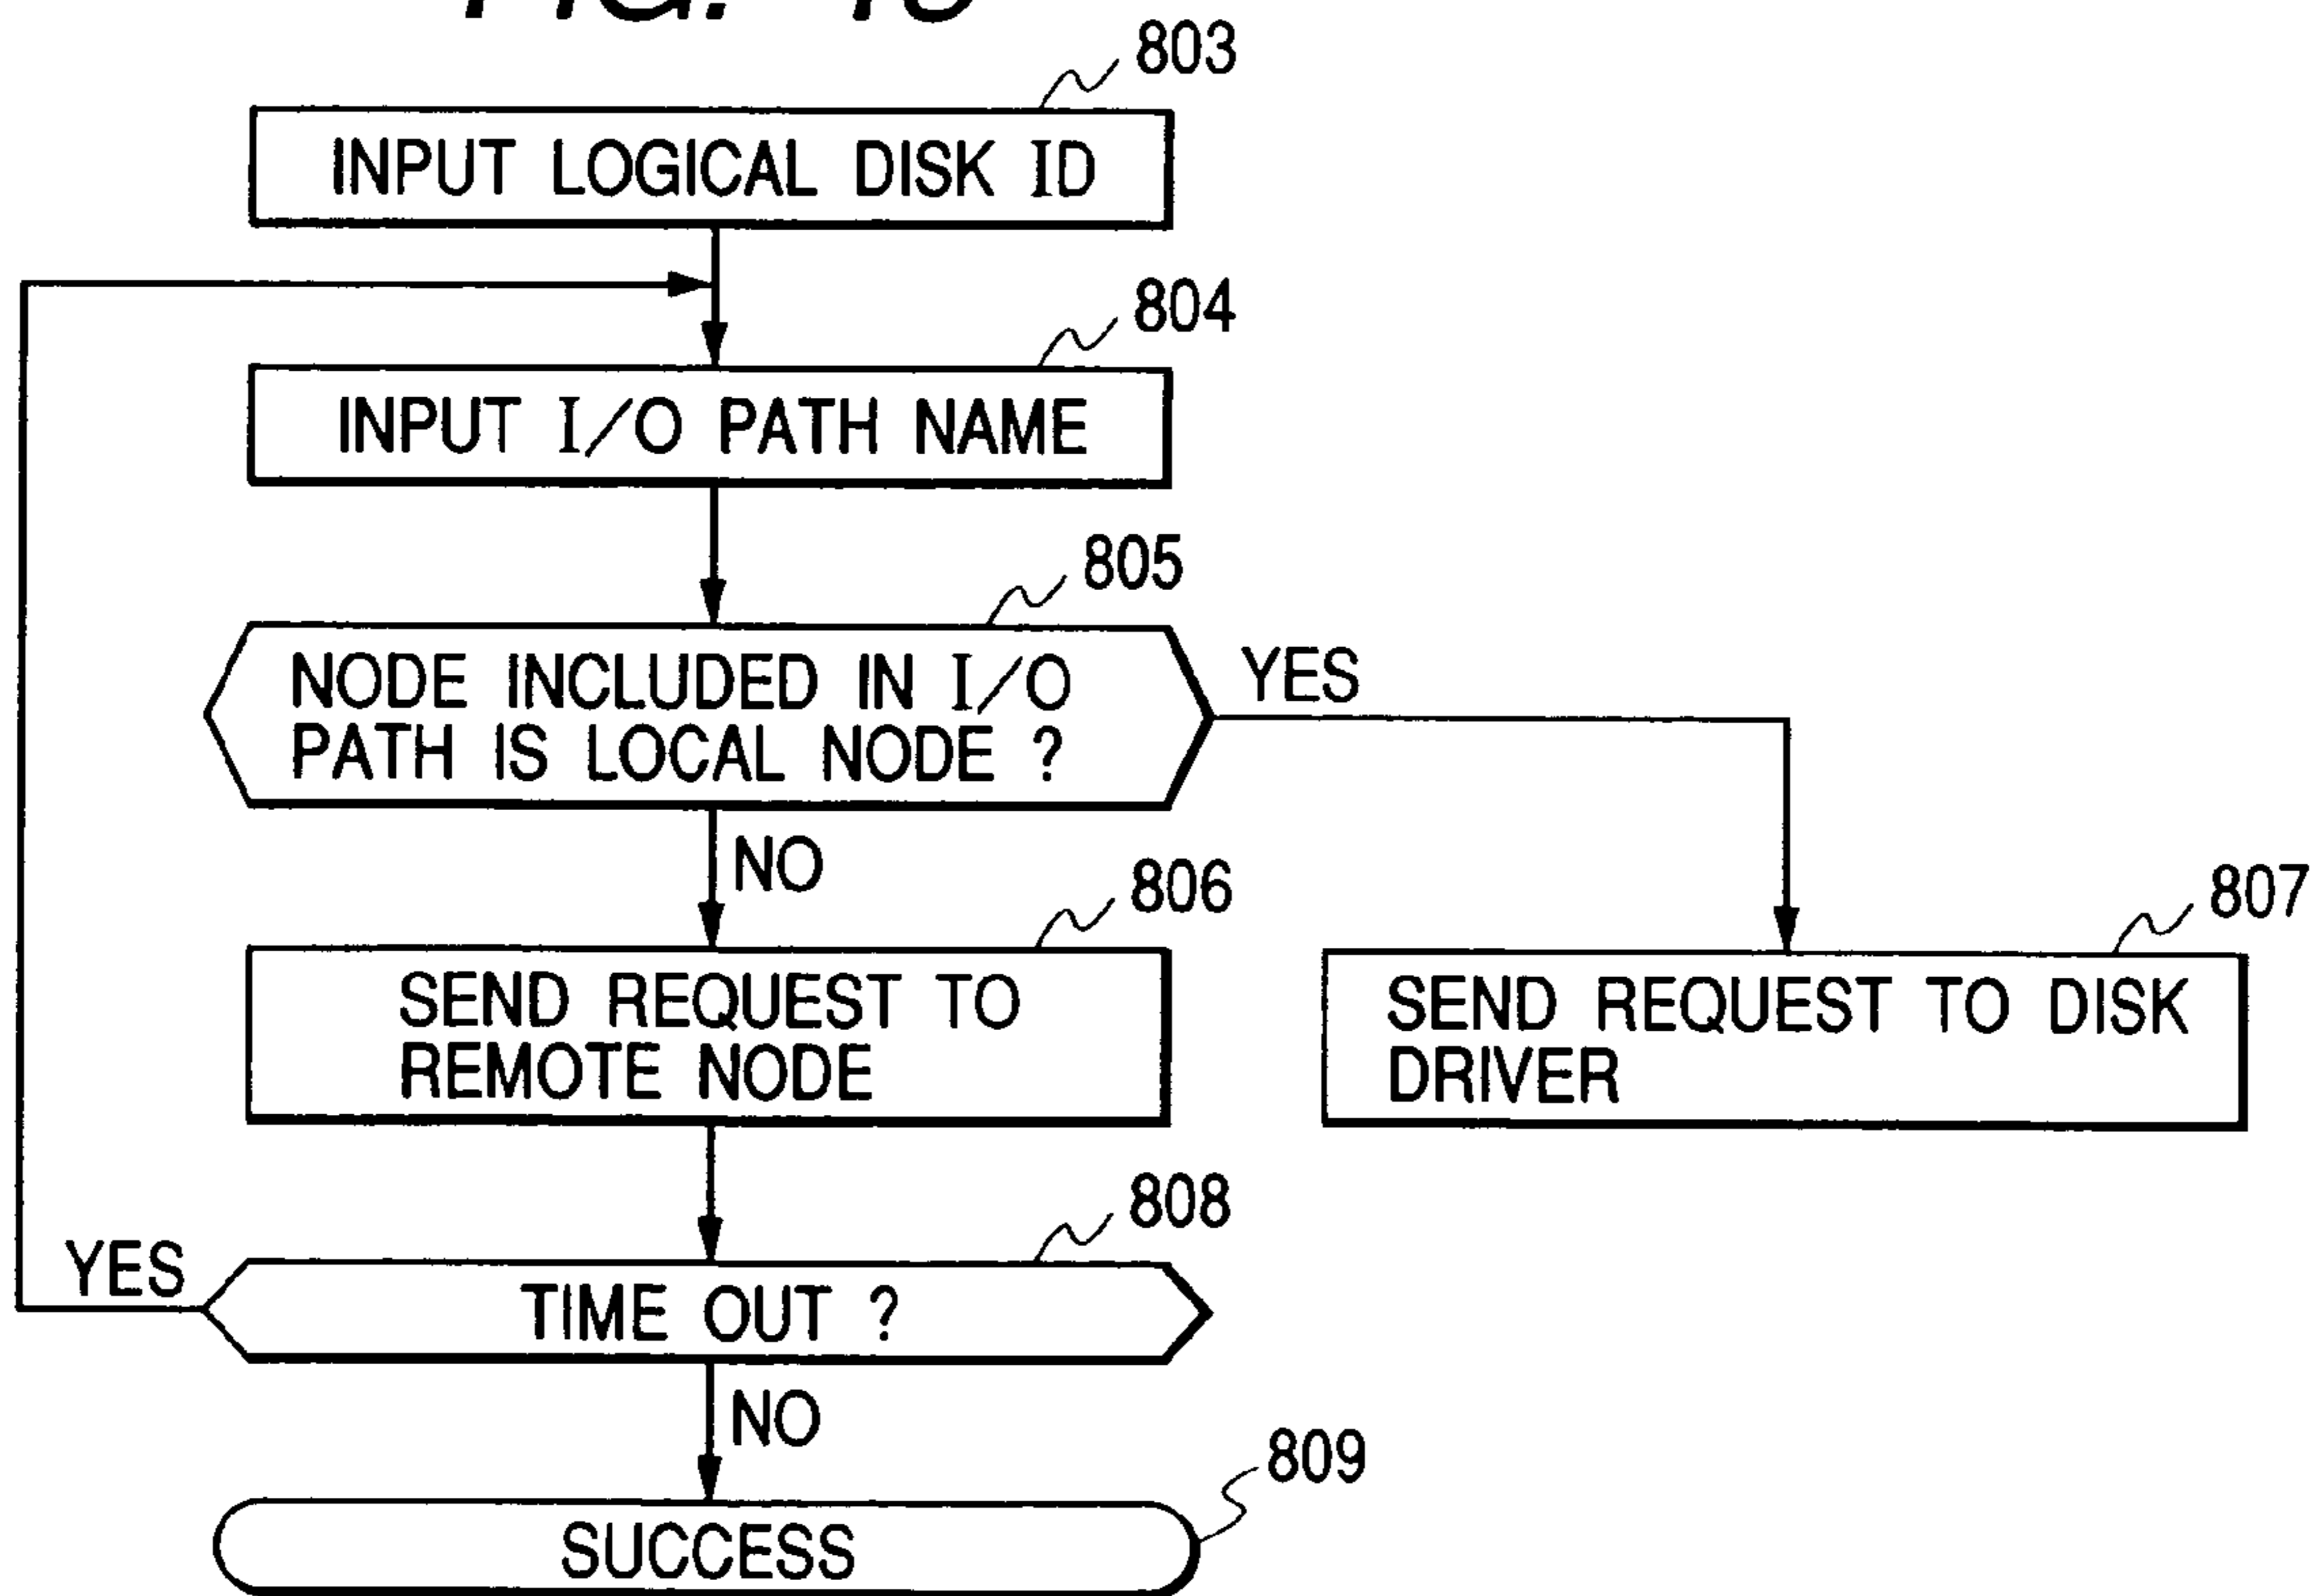 803
INPUT LOGICAL DISK ID
804
INPUT I/O PATH NAME
805
NODE INCLUDED IN I/O
PATH IS LOCAL NODE ?
YES
NO
806
SEND REQUEST TO
REMOTE NODE
807
SEND REQUEST TO DISK
DRIVER
808
YES
TIME OUT ?
NO
809
SUCCESS